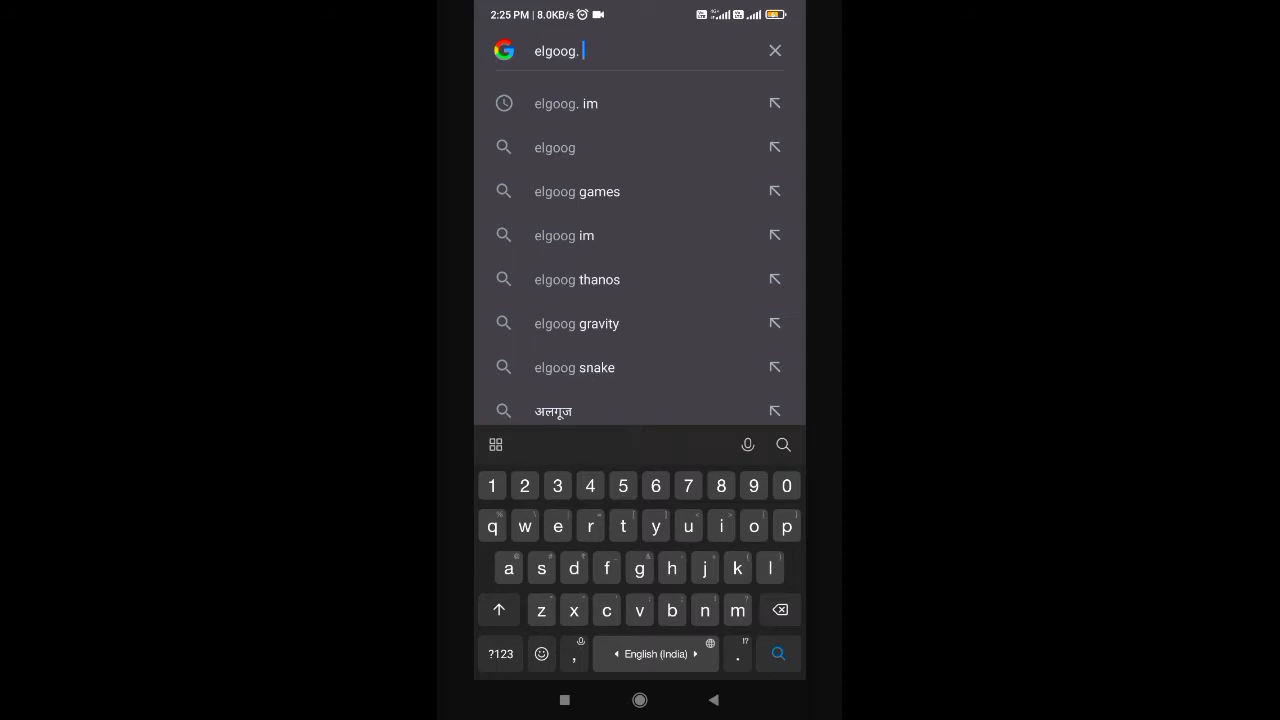 2:25 PM | 8.0KB/s
elgoog.
elgoog. im
elgoog
elgoog games
elgoog im
elgoog thanos
elgoog gravity
elgoog snake
अलगूज
1 2 3 4 5 6 7 8 9 0
q w e r t y u i o p
a s d f g h j k l
z x c v b n m
?123 , English (India) . !?